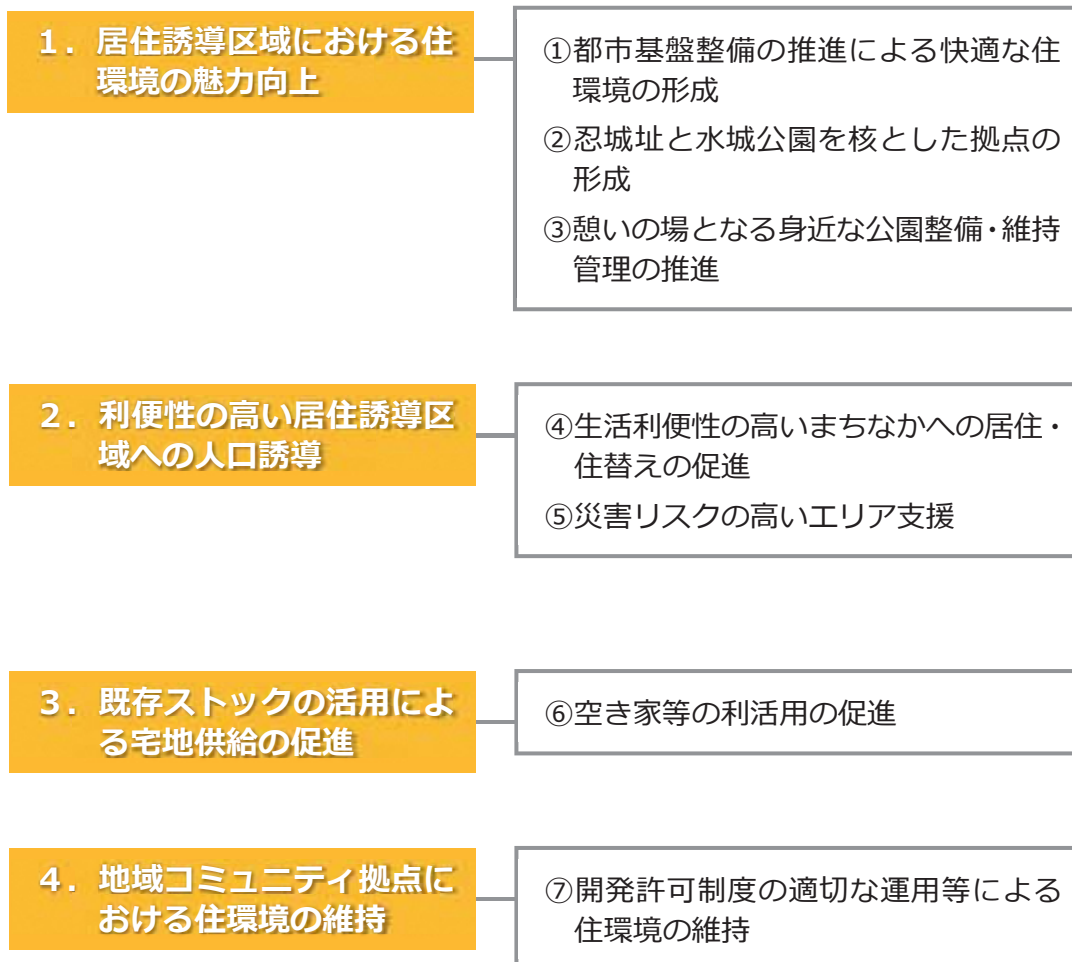 １．居住誘導区域における住
環境の魅力向上
①都市基盤整備の推進による快適な住
環境の形成
②忍城址と水城公園を核とした拠点の
形成
③憩いの場となる身近な公園整備・維持
管理の推進
２．利便性の高い居住誘導区
域への人口誘導
④生活利便性の高いまちなかへの居住・
住替えの促進
⑤災害リスクの高いエリア支援
３．既存ストックの活用によ
る宅地供給の促進
⑥空き家等の利活用の促進
４．地域コミュニティ拠点に
おける住環境の維持
⑦開発許可制度の適切な運用等による
住環境の維持